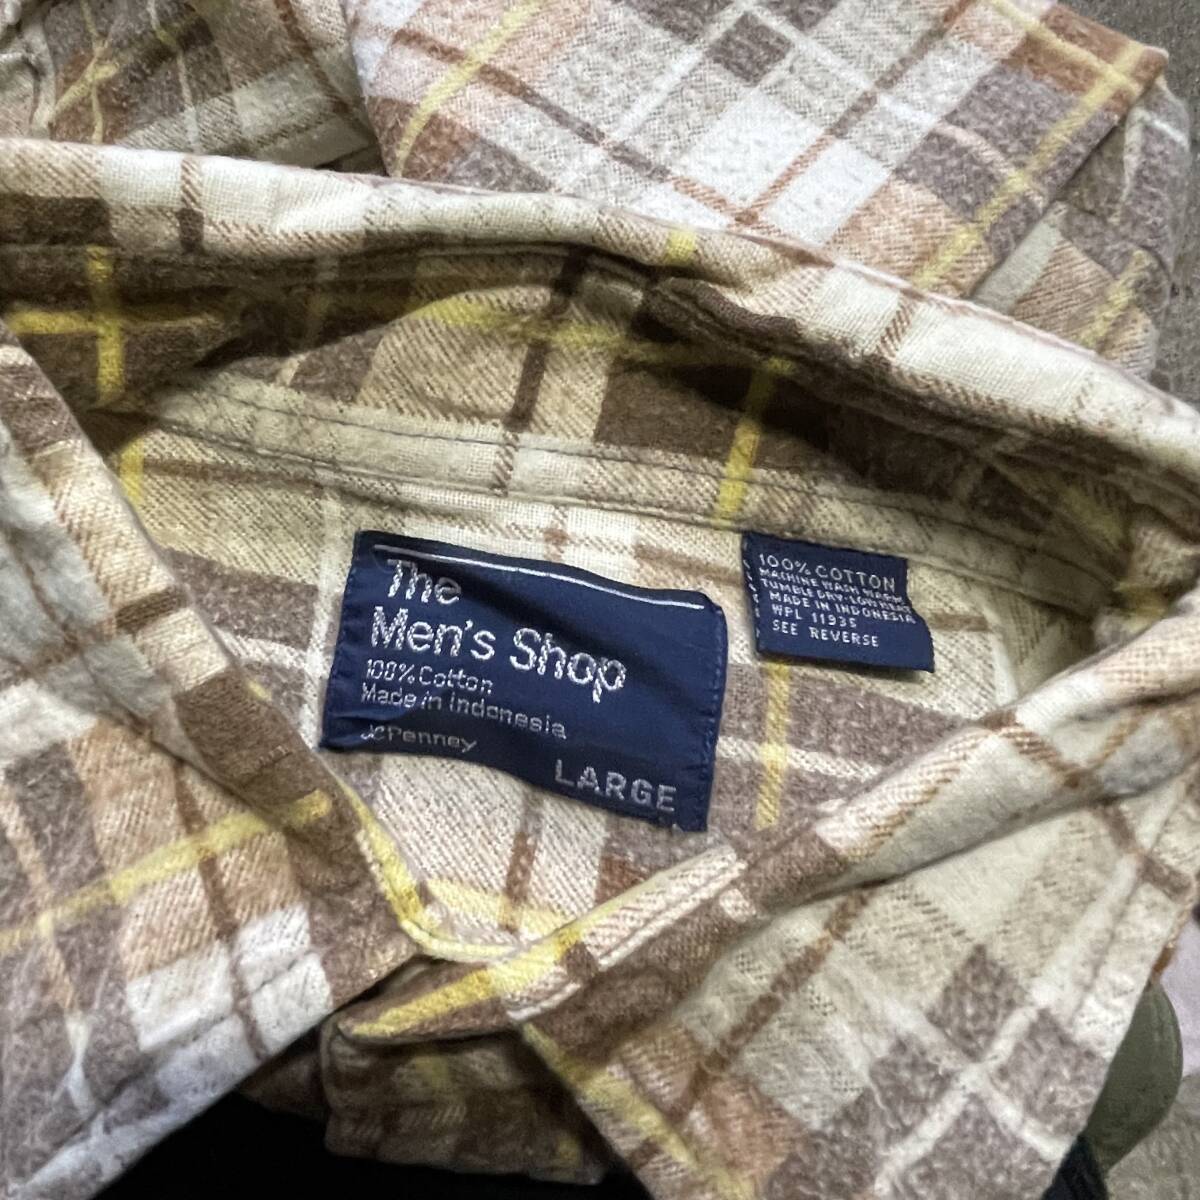 The
Men's Shop
100% Cotton
Made in Indonesia
JCPenney
LARGE
100% COTTON
MACHINE WASH WARM
TUMBLE DRY-LOW HEAT
MADE IN INDONESIA
WPL 11935
SEE REVERSE